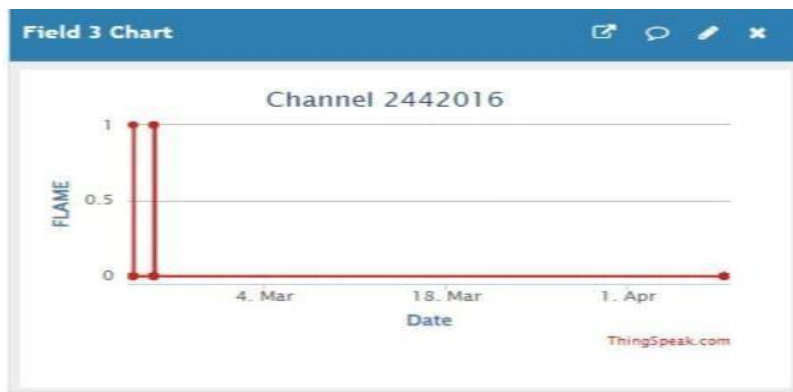 Field 3 Chart
Channel 2442016
1
0.5
0
FLAME
4. Mar
18. Mar
1. Apr
Date
ThingSpeak.com